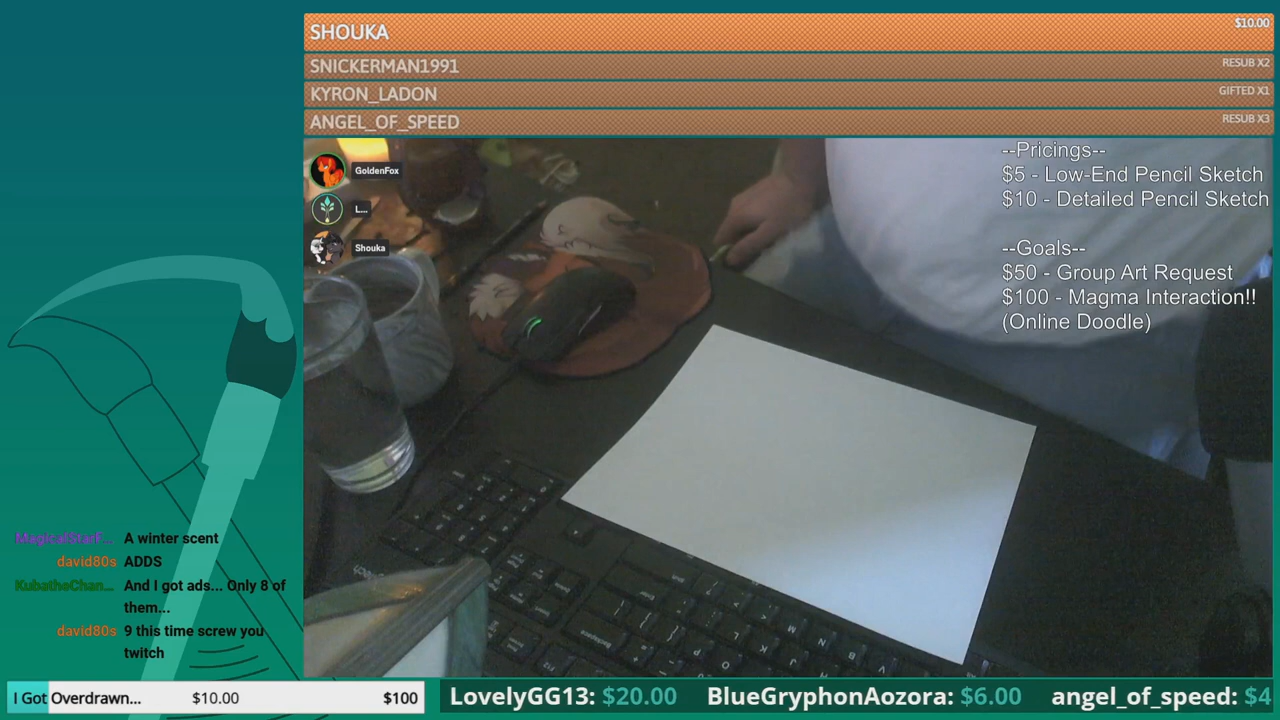 SHOUKA $10.00
SNICKERMAN1991 RESUB X2
KYRON_LADON GIFTED X1
ANGEL_OF_SPEED RESUB X3
GoldenFox
L...
Shouka
--Pricings--
$5 - Low-End Pencil Sketch
$10 - Detailed Pencil Sketch
--Goals--
$50 - Group Art Request
$100 - Magma Interaction!!
(Online Doodle)
MagicalStarF... A winter scent
david80s ADDS
KubatheChan... And I got ads... Only 8 of
them...
david80s 9 this time screw you
twitch
I Got Overdrawn... $10.00 $100
LovelyGG13: $20.00 BlueGryphonAozora: $6.00 angel_of_speed: $4